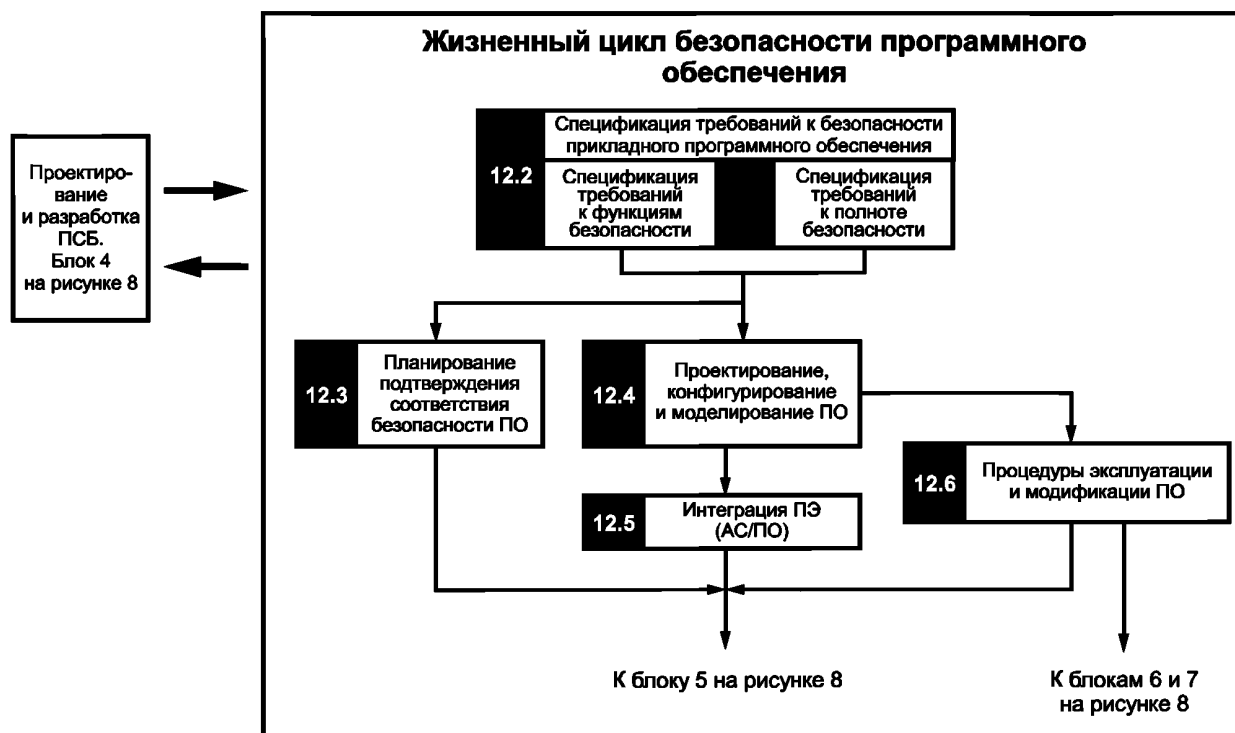 Жизненный цикл безопасности программного
обеспечения
Проектиро-
вание
и разработка
ПСБ.
Блок 4
на рисунке 8
12.2
Спецификация требований к безопасности
прикладного программного обеспечения
Спецификация
требований
к функциям
безопасности
Спецификация
требований
к полноте
безопасности
12.3
Планирование
подтверждения
соответствия
безопасности ПО
12.4
Проектирование,
конфигурирование
и моделирование ПО
12.6
Процедуры эксплуатации
и модификации ПО
12.5
Интеграция ПЭ
(АС/ПО)
К блоку 5 на рисунке 8
К блокам 6 и 7
на рисунке 8